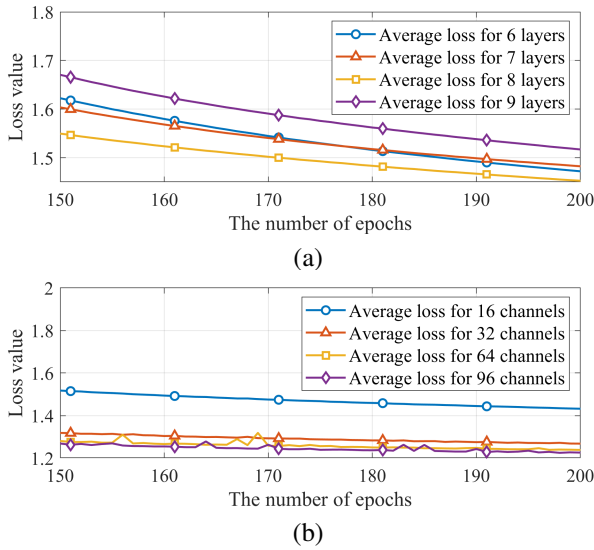 1.8
1.7
1.6
1.5
Loss value
Average loss for 6 layers
Average loss for 7 layers
Average loss for 8 layers
Average loss for 9 layers
150 160 170 180 190 200
The number of epochs
(a)
2
1.8
1.6
1.4
1.2
Loss value
Average loss for 16 channels
Average loss for 32 channels
Average loss for 64 channels
Average loss for 96 channels
150 160 170 180 190 200
The number of epochs
(b)